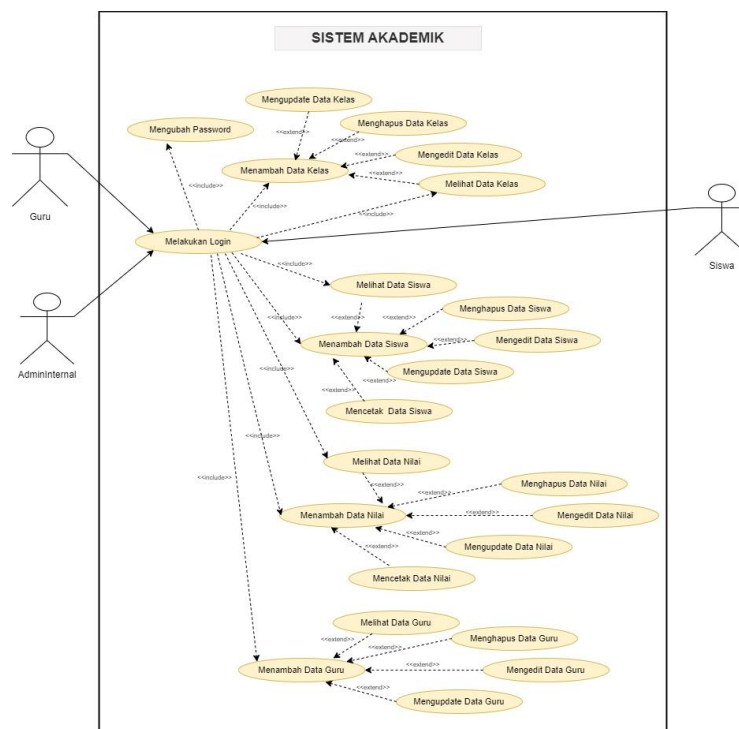 SISTEM AKADEMIK
Mengupdate Data Kelas
Mengubah Password
<<extend>>
Menghapus Data Kelas
<<extend>>
Mengedit Data Kelas
<<extend>>
Menambah Data Kelas
<<extend>>
Melihat Data Kelas
<<include>>
<<include>>
<<include>>
Guru
Melakukan Login
Siswa
<<include>>
Melihat Data Siswa
AdminInternal
<<extend>>
<<extend>>
Menghapus Data Siswa
<<include>>
Menambah Data Siswa
<<extend>>
Mengedit Data Siswa
<<include>>
<<extend>>
Mengupdate Data Siswa
<<extend>>
Mencetak Data Siswa
<<include>>
Melihat Data Nilai
<<include>>
<<extend>>
<<extend>>
Menghapus Data Nilai
Menambah Data Nilai
<<extend>>
Mengedit Data Nilai
<<extend>>
<<extend>>
Mengupdate Data Nilai
Mencetak Data Nilai
Melihat Data Guru
<<extend>>
<<extend>>
Menghapus Data Guru
Menambah Data Guru
<<extend>>
Mengedit Data Guru
<<extend>>
Mengupdate Data Guru